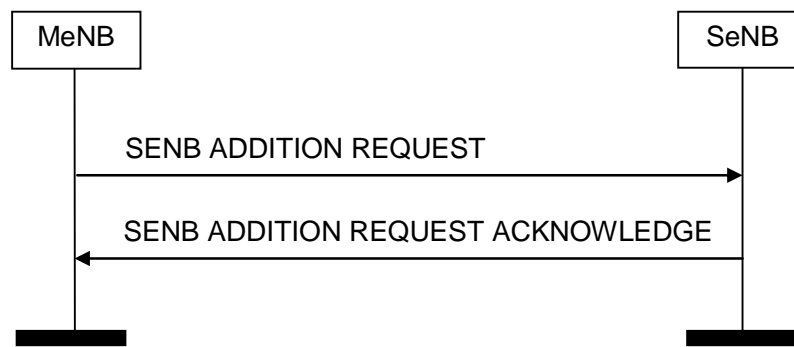 MeNB
SeNB
SENB ADDITION REQUEST
SENB ADDITION REQUEST ACKNOWLEDGE